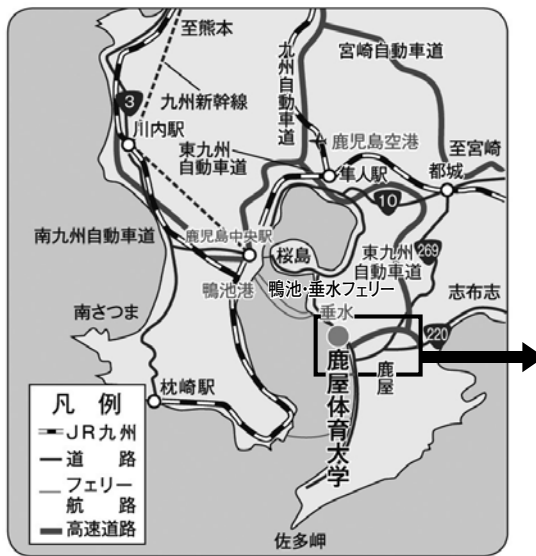 至熊本
宮崎自動車道
九州自動車道
3
九州新幹線
川内駅
東九州
自動車道
鹿児島空港
隼人駅
至宮崎
都城
10
南九州自動車道
鹿児島中央駅
桜島
東九州
自動車道
269
鴨池港
鴨池・垂水フェリー
志布志
南さつま
垂水
220
枕崎駅
鹿屋体育大学
鹿屋
凡例
JR九州
道路
フェリー
航路
高速道路
佐多岬